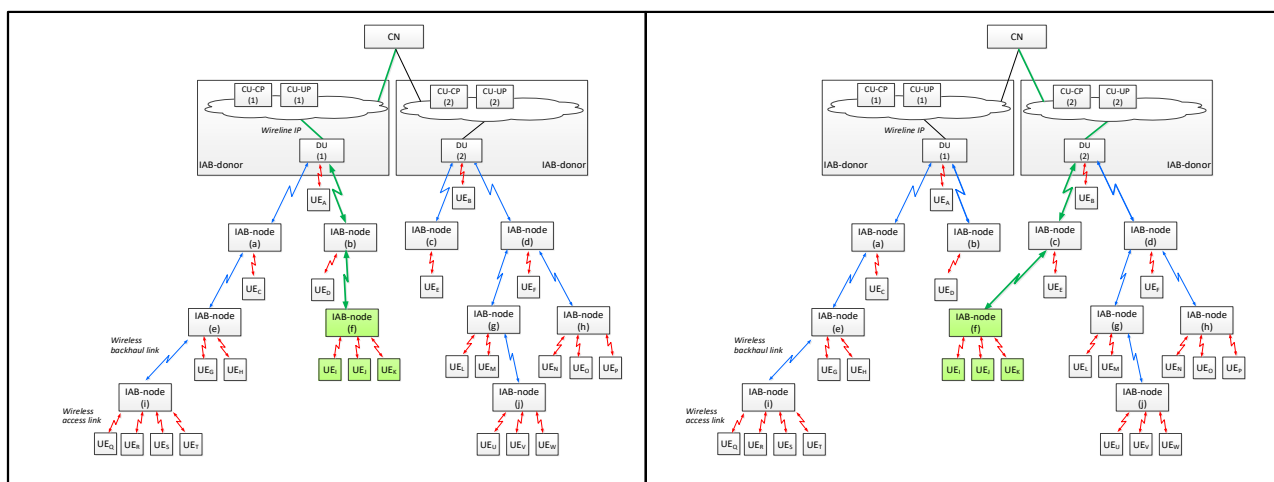 CN
CU-CP
(1)
CU-UP
(1)
CU-CP
(2)
CU-UP
(2)
Wireline IP
DU
(1)
DU
(2)
IAB-donor
IAB-donor
UEA
UEB
IAB-node
(a)
IAB-node
(b)
IAB-node
(c)
IAB-node
(d)
UEC
UED
UEE
UEF
IAB-node
(e)
IAB-node
(f)
IAB-node
(g)
IAB-node
(h)
Wireless
backhaul link
UEG
UEH
UEI
UEJ
UEK
UEL
UEM
UEN
UEO
UEP
IAB-node
(i)
IAB-node
(j)
Wireless
access link
UEQ
UER
UES
UET
UEU
UEV
UEW
CN
CU-CP
(1)
CU-UP
(1)
CU-CP
(2)
CU-UP
(2)
Wireline IP
DU
(1)
DU
(2)
IAB-donor
IAB-donor
UEA
UEB
IAB-node
(a)
IAB-node
(b)
IAB-node
(c)
IAB-node
(d)
UEC
UED
UEE
UEF
IAB-node
(e)
IAB-node
(f)
IAB-node
(g)
IAB-node
(h)
Wireless
backhaul link
UEG
UEH
UEI
UEK
UEL
UEM
UEN
UEO
UEP
IAB-node
(i)
IAB-node
(j)
Wireless
access link
UEQ
UER
UES
UET
UEU
UEV
UEW